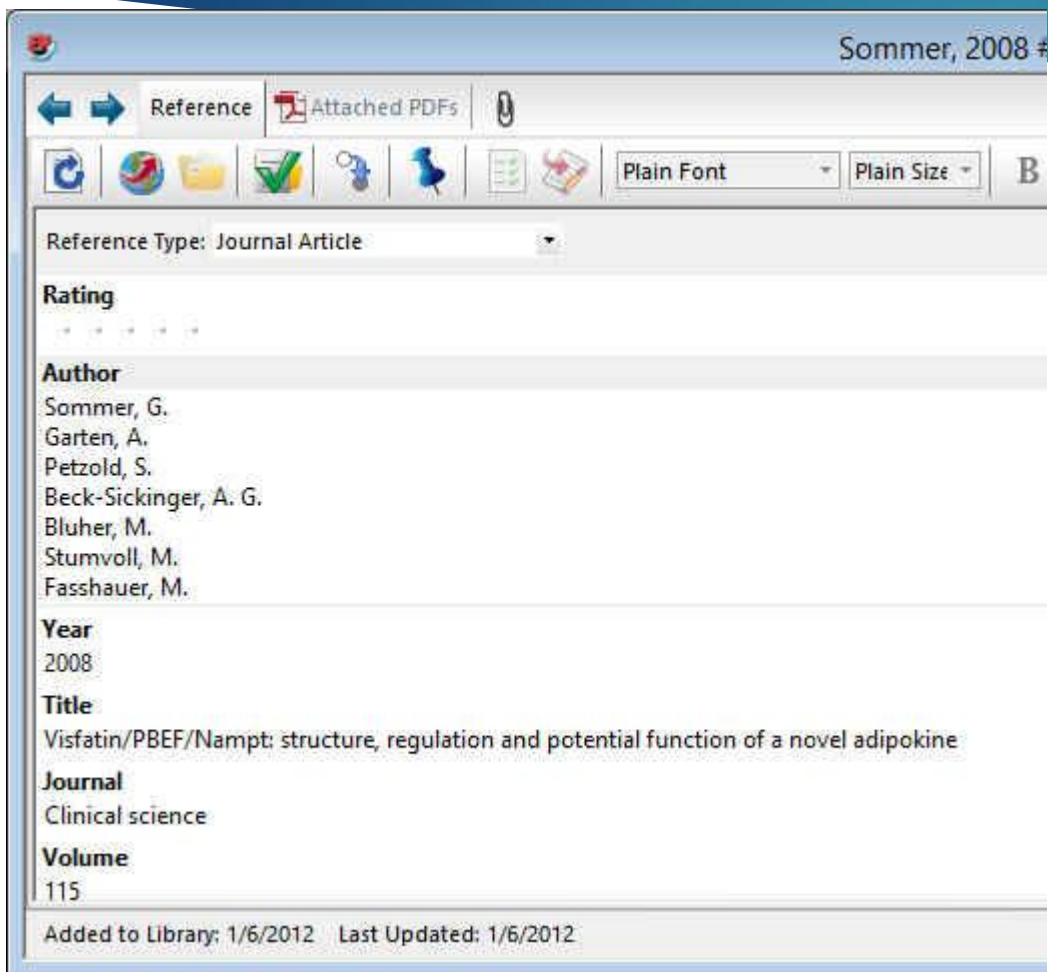 Sommer, 2008 #
Reference Attached PDFs
Plain Font Plain Size B
Reference Type: Journal Article
Rating
Author
Sommer, G.
Garten, A.
Petzold, S.
Beck-Sickinger, A. G.
Bluher, M.
Stumvoll, M.
Fasshauer, M.
Year
2008
Title
Visfatin/PBEF/Nampt: structure, regulation and potential function of a novel adipokine
Journal
Clinical science
Volume
115
Added to Library: 1/6/2012 Last Updated: 1/6/2012